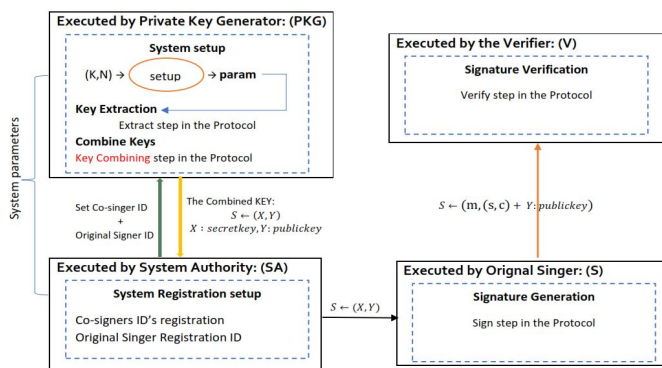 Executed by Private Key Generator: (PKG)
System setup
(K,N) → setup → param
Key Extraction
Extract step in the Protocol
Combine Keys
Key Combining step in the Protocol
System parameters
Set Co-singer ID
+
Original Signer ID
The Combined KEY:
S ← (X,Y)
X : secretkey,Y: publickey
Executed by System Authority: (SA)
System Registration setup
Co-signers ID's registration
Original Singer Registration ID
S ← (X,Y)
Executed by the Verifier: (V)
Signature Verification
Verify step in the Protocol
S ← (m, (s, c) + Y: publickey)
Executed by Orignal Singer: (S)
Signature Generation
Sign step in the Protocol